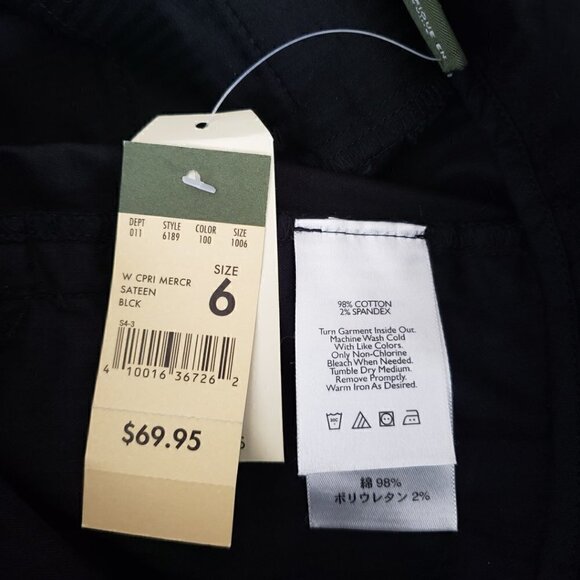 QUE EN
DEPT STYLE COLOR SIZE
011 6189 100 1006
W CPRI MERCR
SATEEN
BLCK
SIZE
6
S4-3
4 10016 36726 2
$69.95
98% COTTON
2% SPANDEX
Turn Garment Inside Out.
Machine Wash Cold
With Like Colors.
Only Non-Chlorine
Bleach When Needed.
Tumble Dry Medium.
Remove Promptly.
Warm Iron As Desired.
30C
綿 98%
ポリウレタン 2%